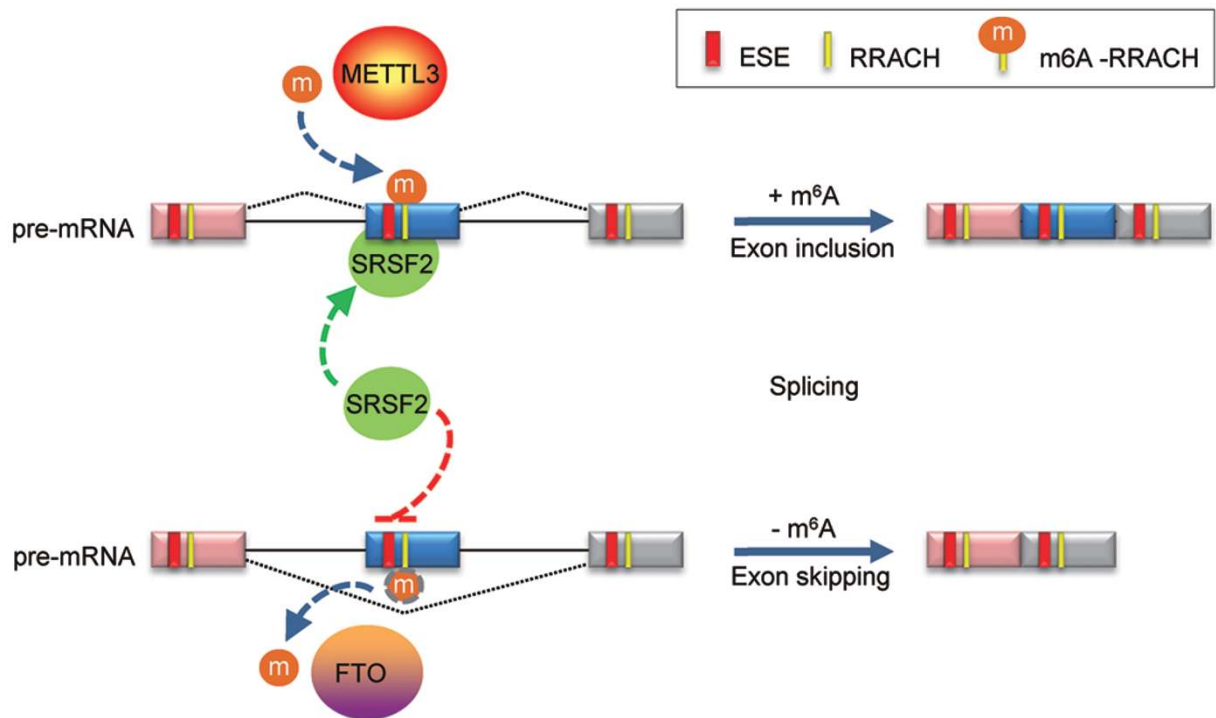 METTL3
m
ESE
RRACH
m
m6A -RRACH
m
pre-mRNA
SRSF2
+ m⁶A
Exon inclusion
SRSF2
Splicing
pre-mRNA
- m⁶A
Exon skipping
m
m
FTO